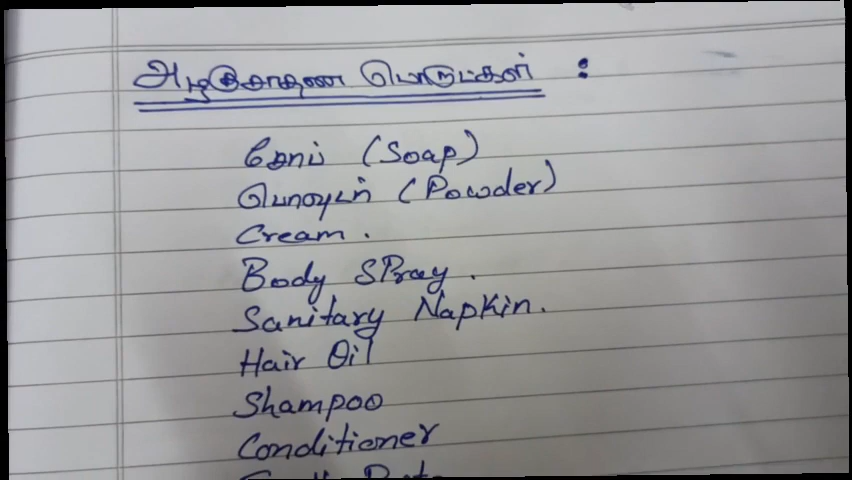 அழகுசாதன பொருட்கள் :
சோப் (Soap)
பொவுடர் (Powder)
Cream.
Body SPray.
Sanitary Napkin.
Hair Oil
Shampoo
Conditioner